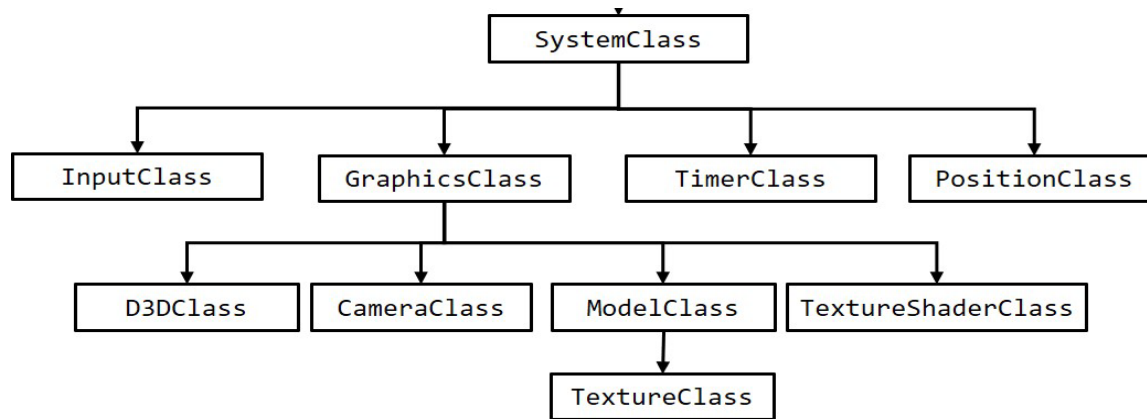 SystemClass
InputClass
GraphicsClass
TimerClass
PositionClass
D3DClass
CameraClass
ModelClass
TextureShaderClass
TextureClass